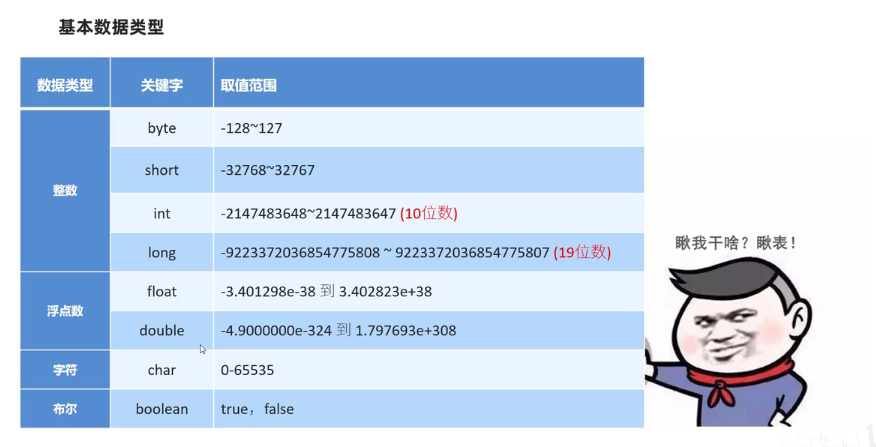 基本数据类型
数据类型 关键字 取值范围
整数 byte -128~127
short -32768~32767
int -2147483648~2147483647 (10位数)
long -9223372036854775808 ~ 9223372036854775807 (19位数)
浮点数 float -3.401298e-38 到 3.402823e+38
double -4.9000000e-324 到 1.797693e+308
字符 char 0-65535
布尔 boolean true，false
瞅我干啥？瞅表！